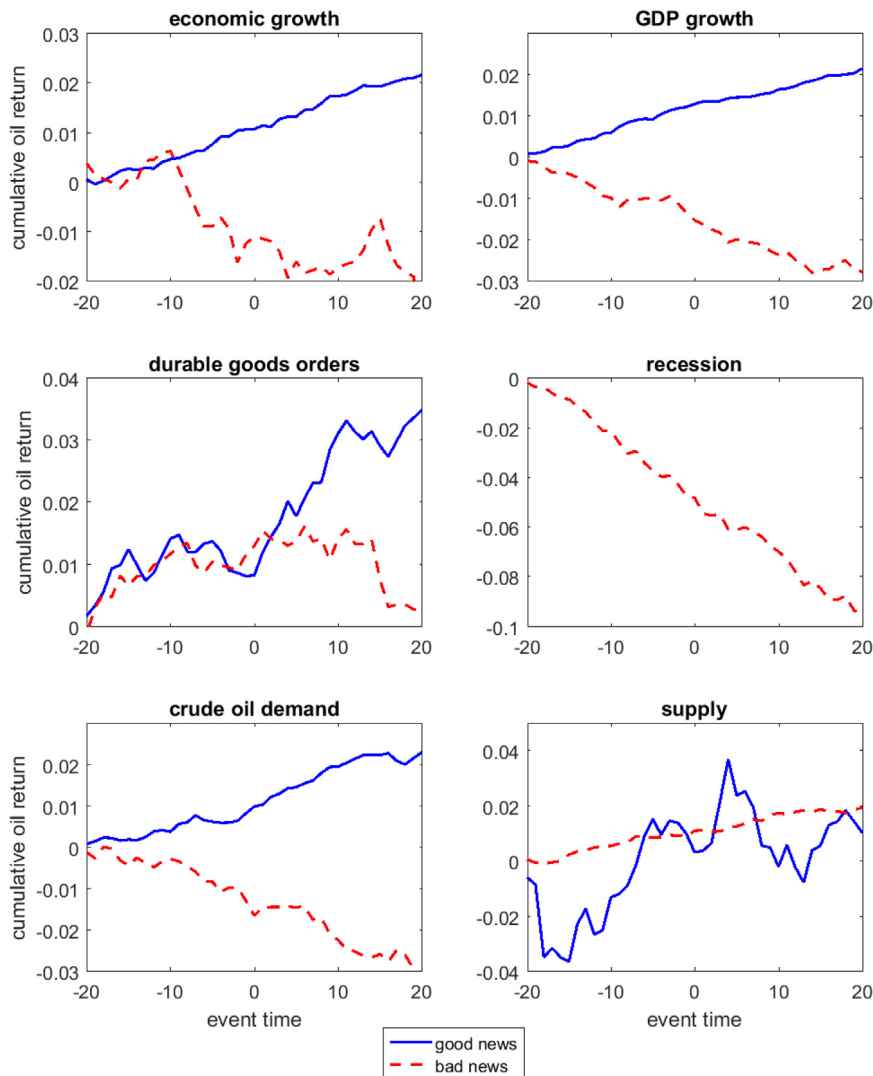 economic growth
0.03
0.02
0.01
0
-0.01
-0.02
-20 -10 0 10 20
cumulative oil return
GDP growth
0.02
0.01
0
-0.01
-0.02
-0.03
-20 -10 0 10 20
durable goods orders
0.04
0.03
0.02
0.01
0
-20 -10 0 10 20
cumulative oil return
recession
0
-0.02
-0.04
-0.06
-0.08
-0.1
-20 -10 0 10 20
crude oil demand
0.02
0.01
0
-0.01
-0.02
-0.03
-20 -10 0 10 20
cumulative oil return
event time
supply
0.04
0.02
0
-0.02
-0.04
-20 -10 0 10 20
event time
good news
bad news